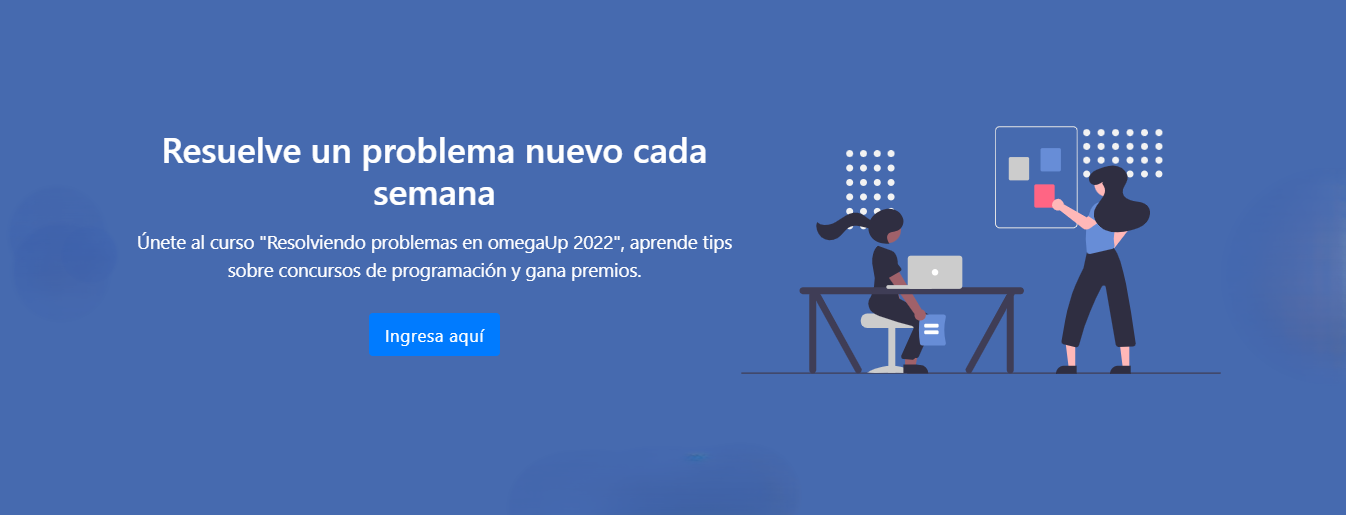 Resuelve un problema nuevo cada
semana
Únete al curso "Resolviendo problemas en omegaUp 2022", aprende tips
sobre concursos de programación y gana premios.
Ingresa aquí